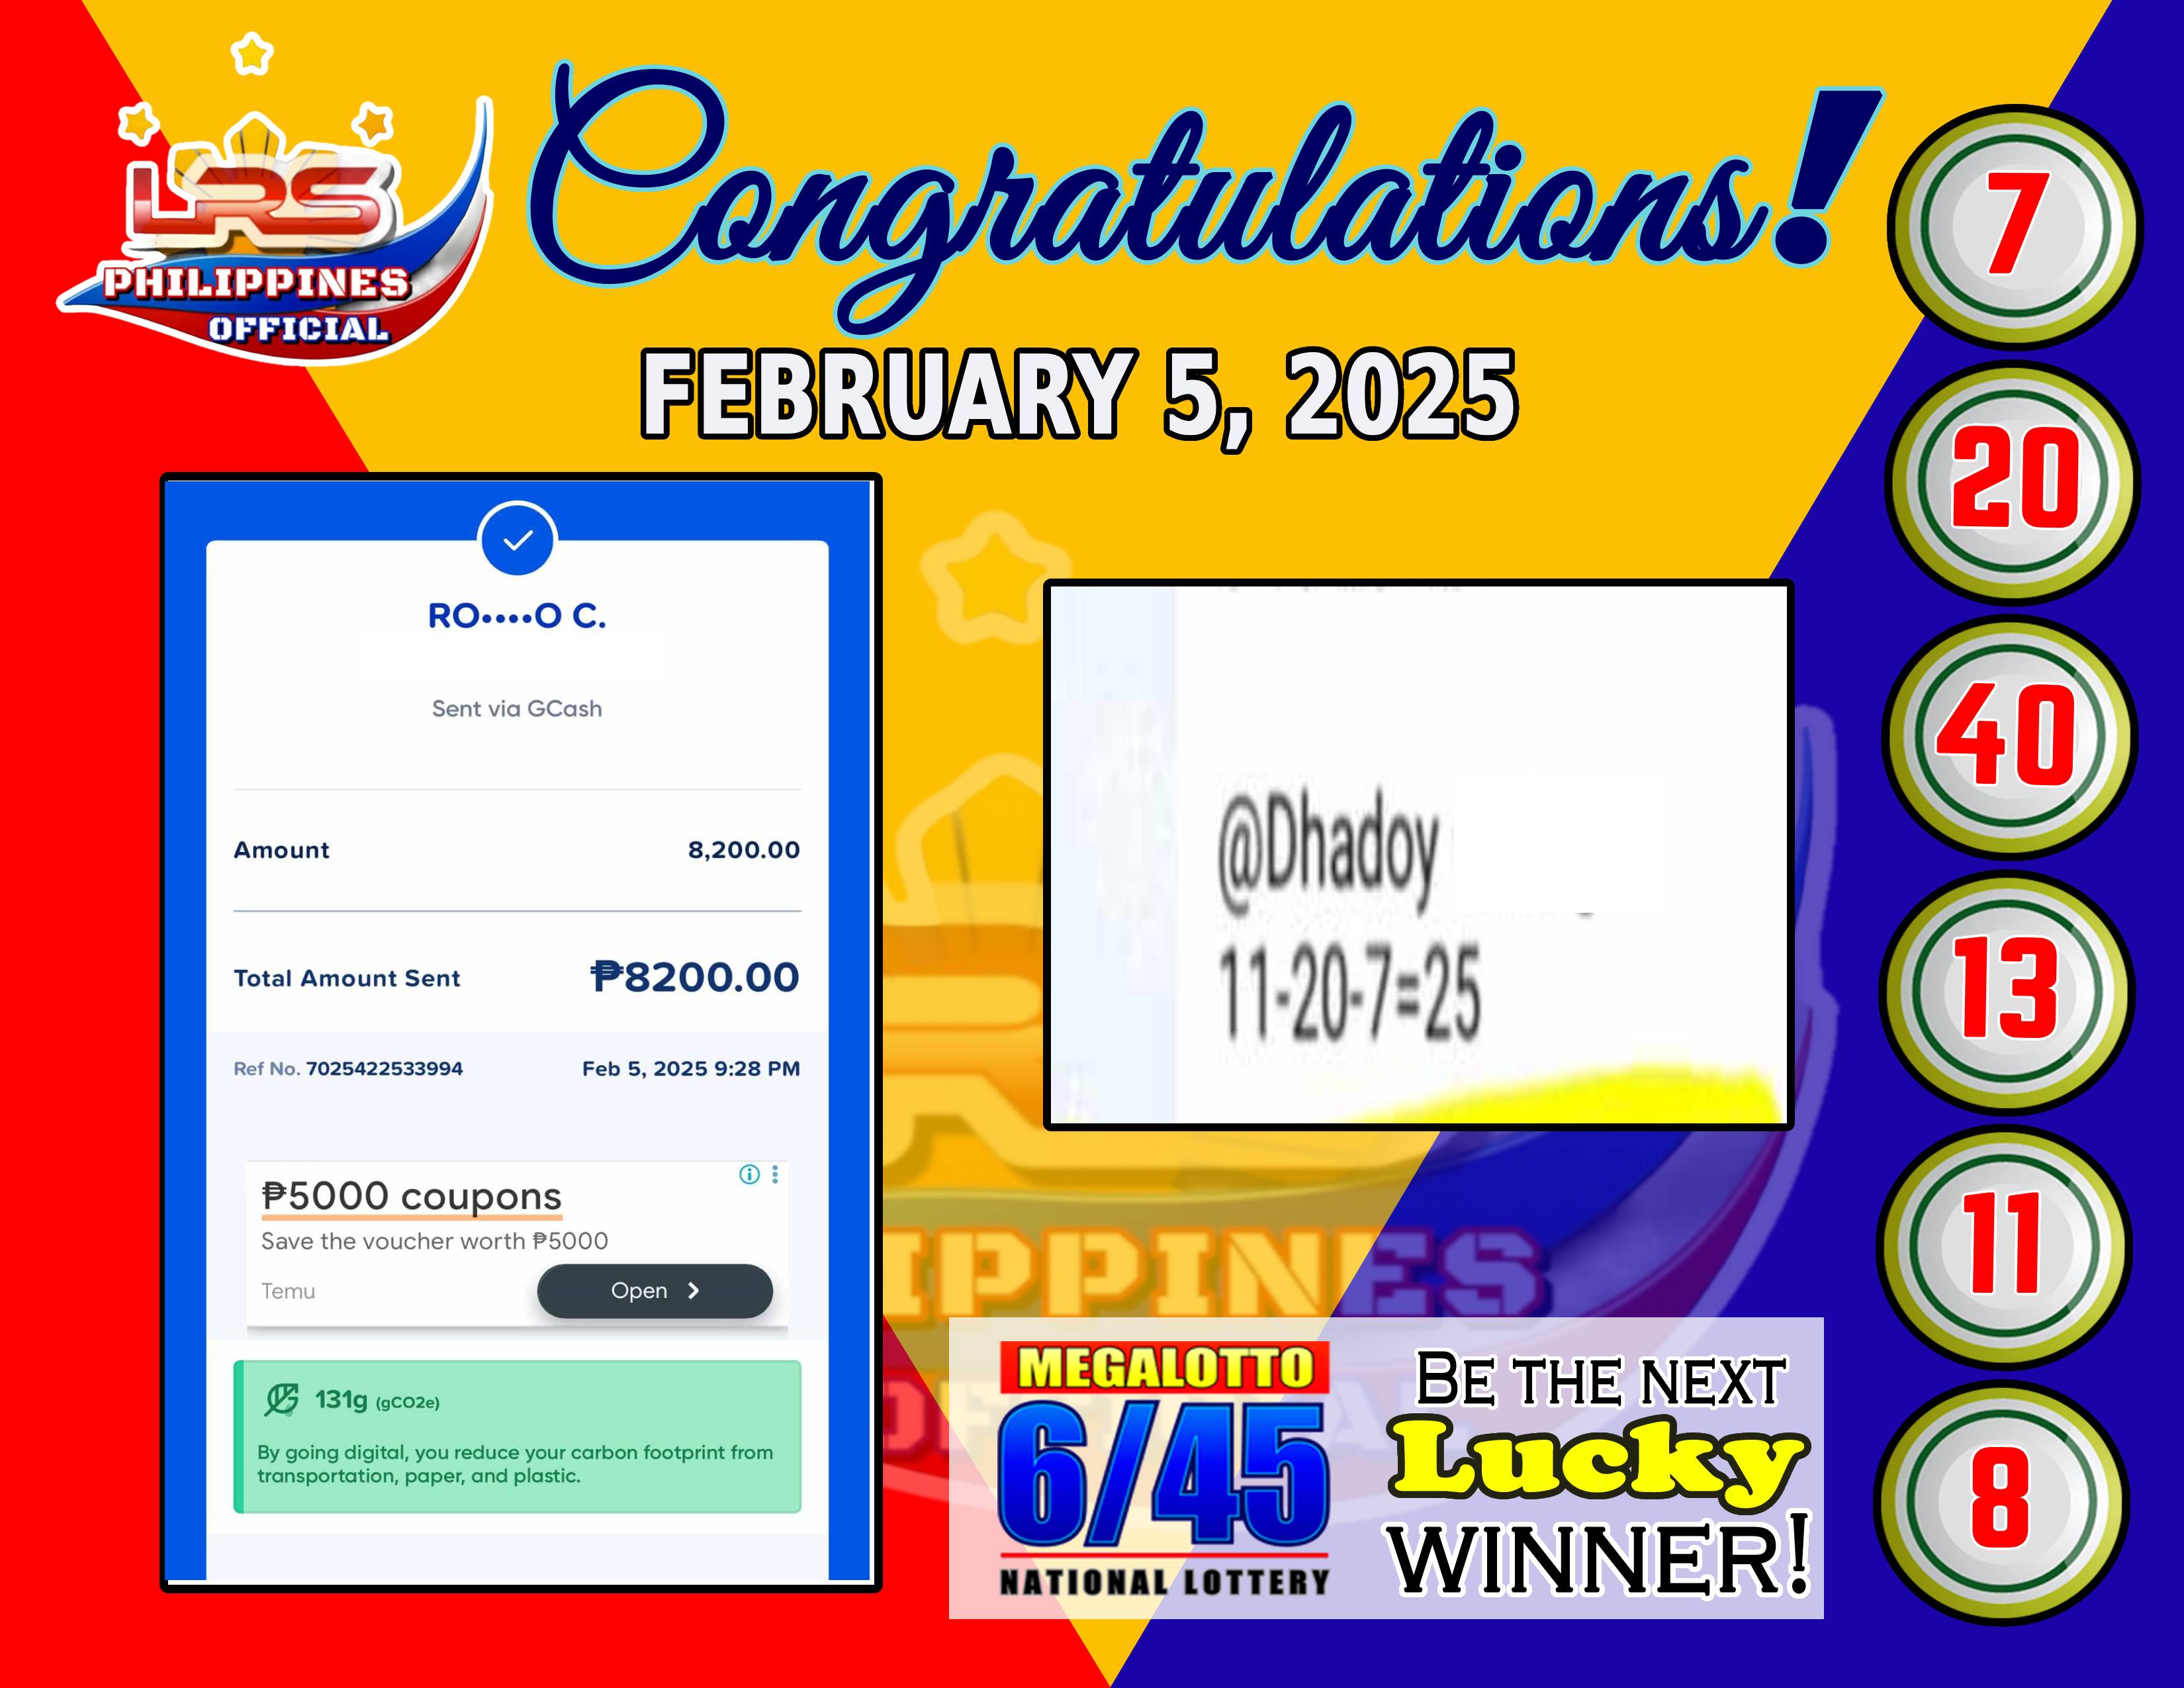 LRS
PHILIPPINES
OFFICIAL
Congratulations!
FEBRUARY 5, 2025
RO••••O C.
Sent via GCash
Amount 8,200.00
Total Amount Sent ₱8200.00
Ref No. 7025422533994 Feb 5, 2025 9:28 PM
₱5000 coupons
Save the voucher worth ₱5000
Temu
Open
131g (gCO2e)
By going digital, you reduce your carbon footprint from
transportation, paper, and plastic.
@Dhadoy
11-20-7=25
IPPINES
MEGALOTTO
6/45
NATIONAL LOTTERY
BE THE NEXT
Lucky
WINNER!
7
20
40
13
11
8